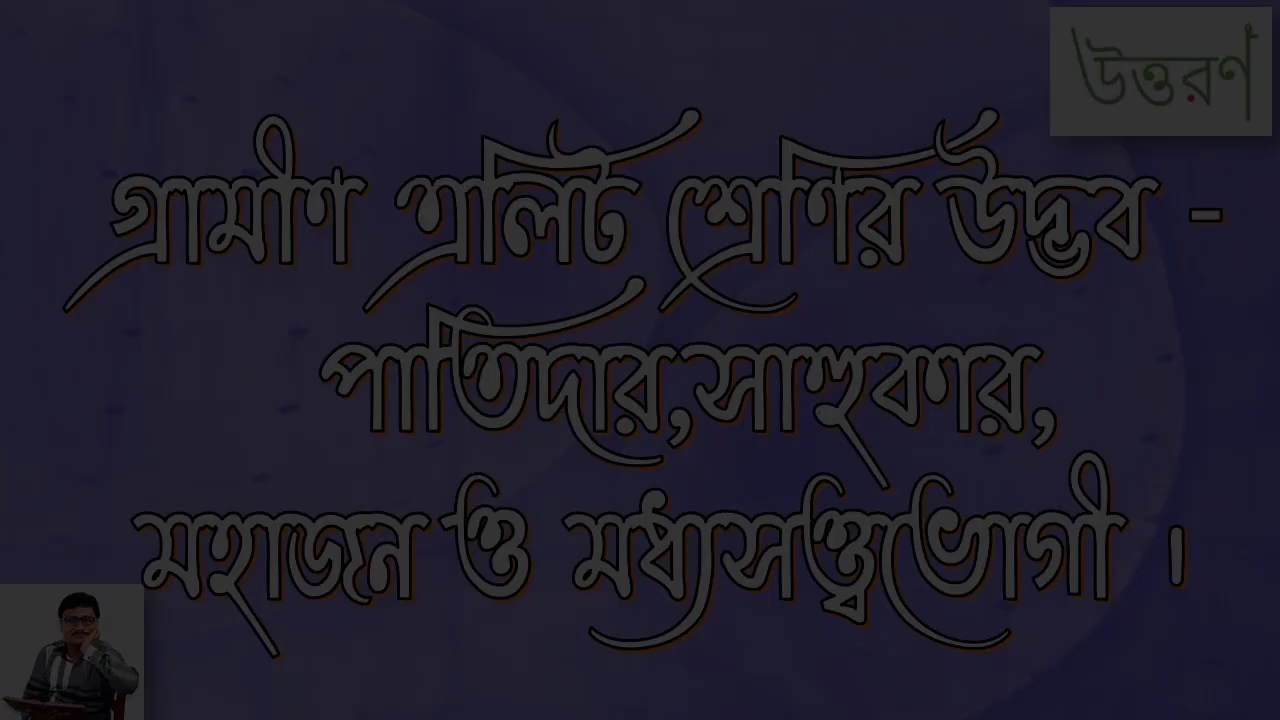 উত্তরণ
গ্রামীণ এলিট শ্রেণির উদ্ভব -
পাতিদার,সাহুকার,
মহাজন ও মধ্যসত্ত্বভোগী ।